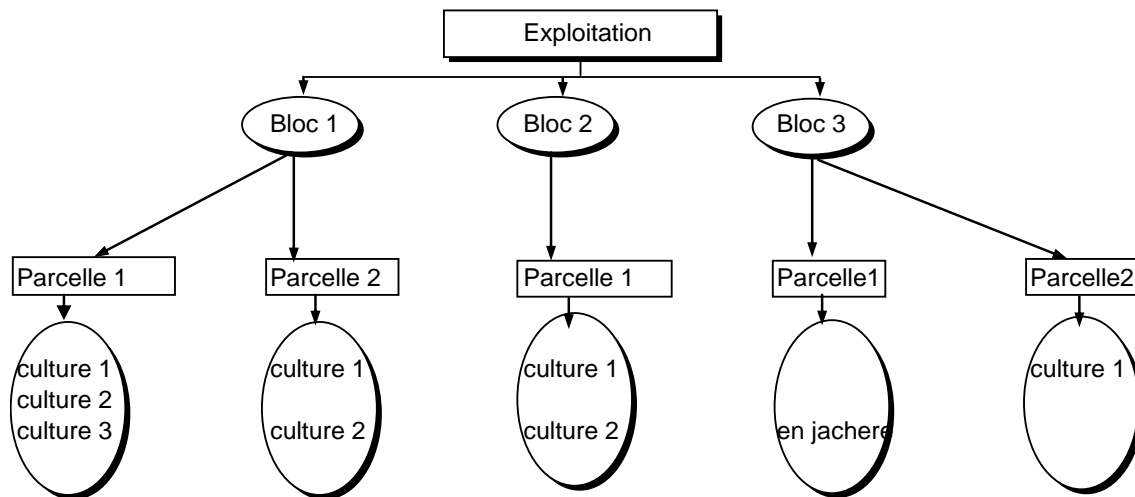 Exploitation
Bloc 1
Bloc 2
Bloc 3
Parcelle 1
Parcelle 2
Parcelle 1
Parcelle1
Parcelle2
culture 1
culture 2
culture 3
culture 1
culture 2
culture 1
culture 2
en jachere
culture 1